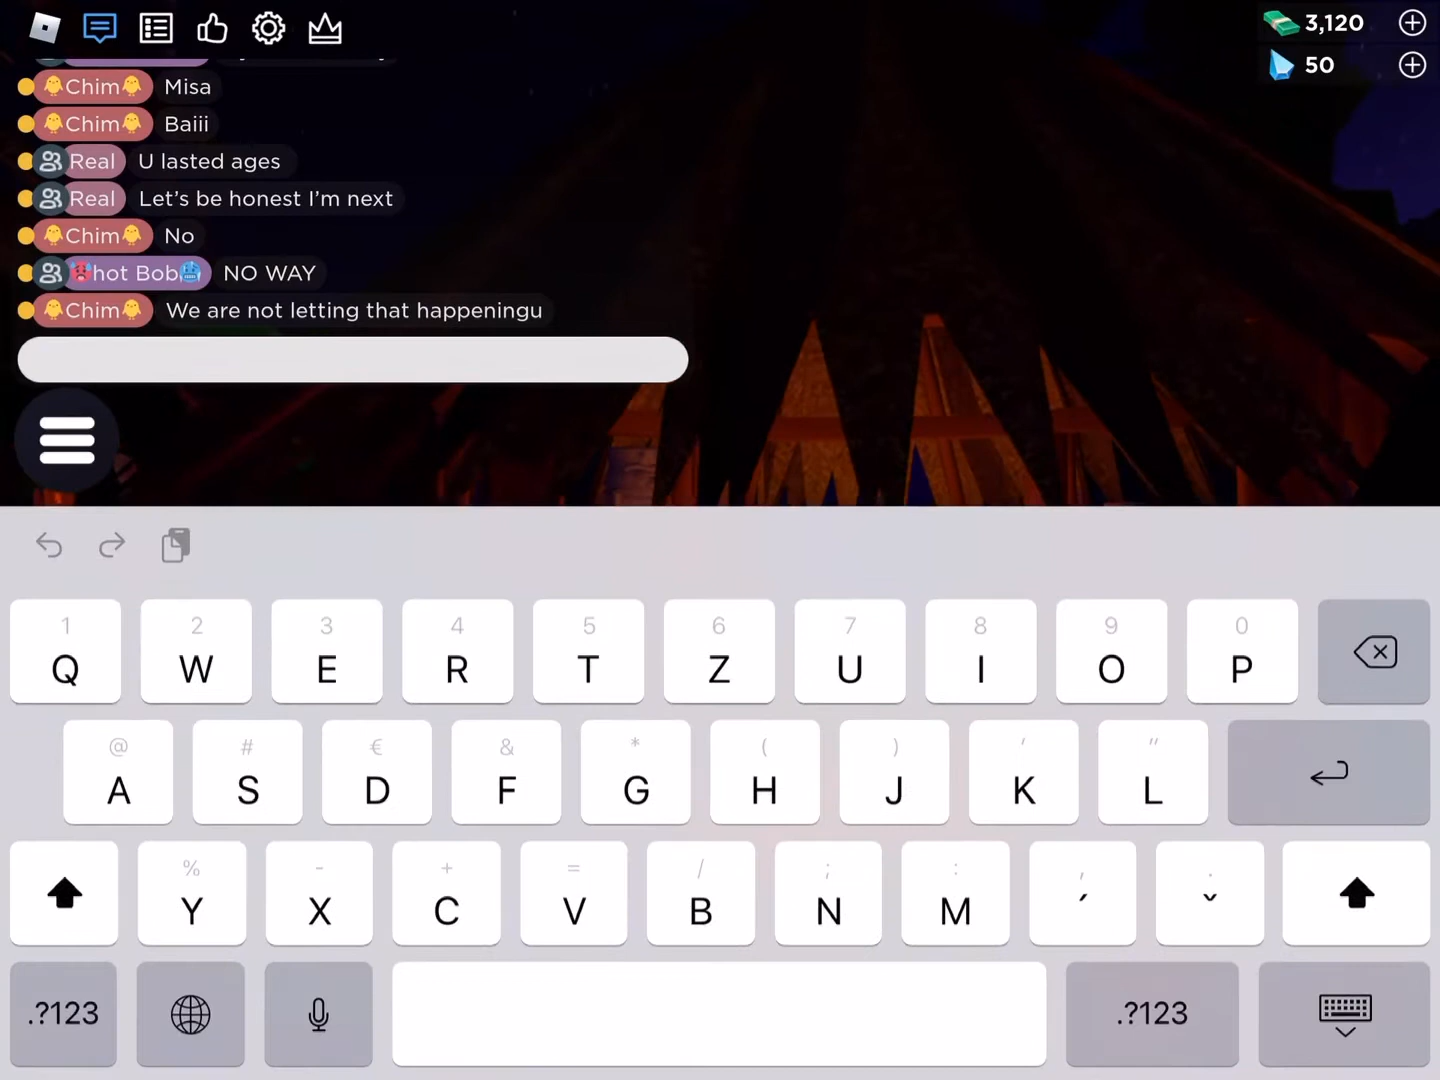 3,120
50
🐥Chim🐥 Misa
🐥Chim🐥 Baiii
Real U lasted ages
Real Let’s be honest I’m next
🐥Chim🐥 No
🥵hot Bob🥶 NO WAY
🐥Chim🐥 We are not letting that happeningu
1 2 3 4 5 6 7 8 9 0
Q W E R T Z U I O P
@ # € & * ( ) ' "
A S D F G H J K L
% - + = / ; : , .
Y X C V B N M ´ ˇ
.?123 .?123